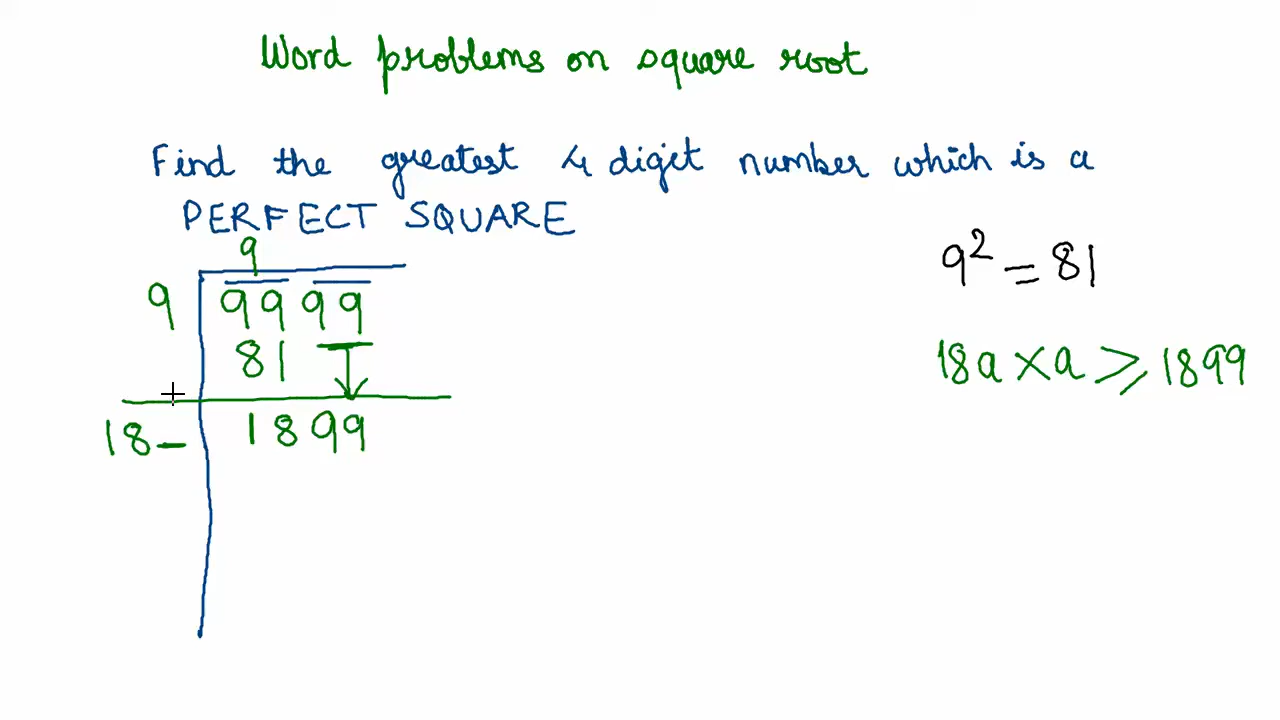 Word problems on square root
Find the greatest 4 digit number which is a
PERFECT SQUARE
9
9 99 99
81
18- 1899
9² = 81
18a × a ⩾ 1899